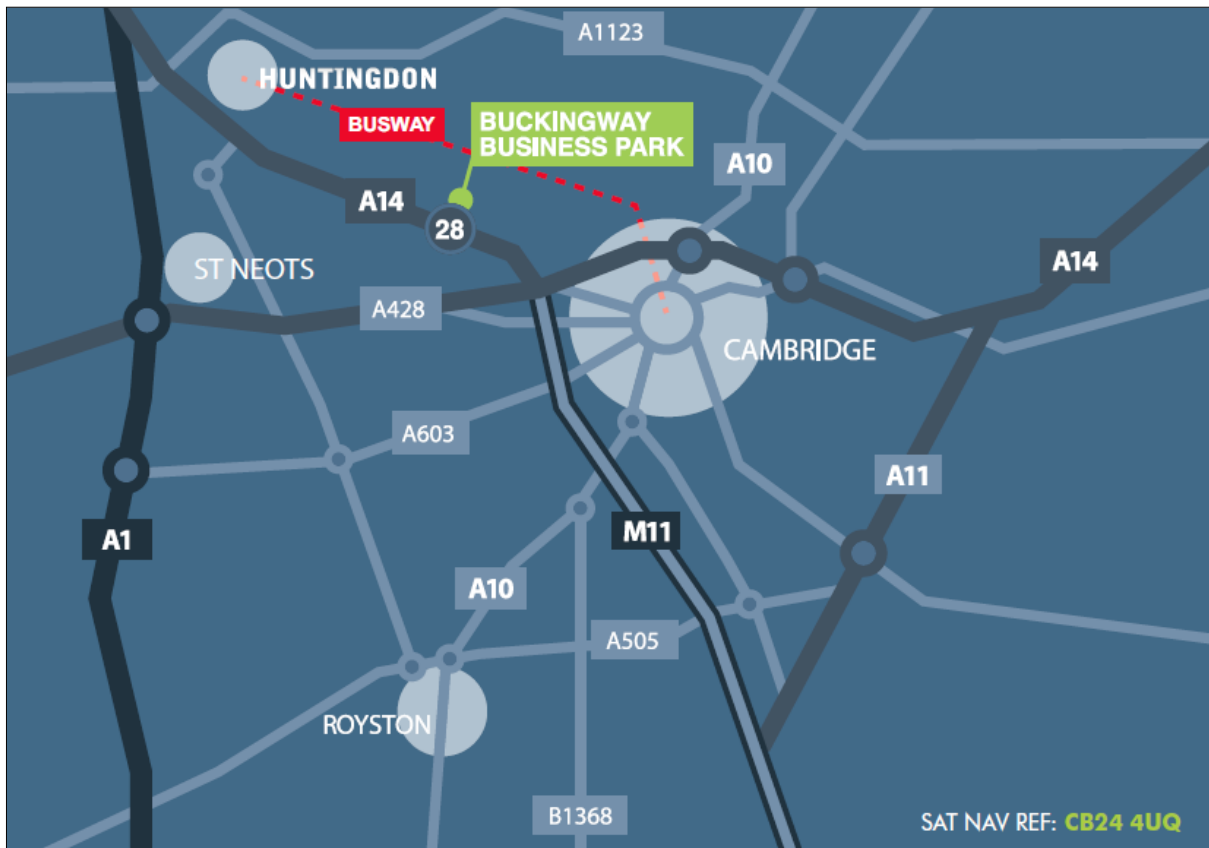 A1123
HUNTINGDON
BUSWAY
BUCKINGWAY
BUSINESS PARK
A10
A14
28
ST NEOTS
A14
A428
CAMBRIDGE
A603
A11
A1
M11
A10
A505
ROYSTON
B1368
SAT NAV REF: CB24 4UQ